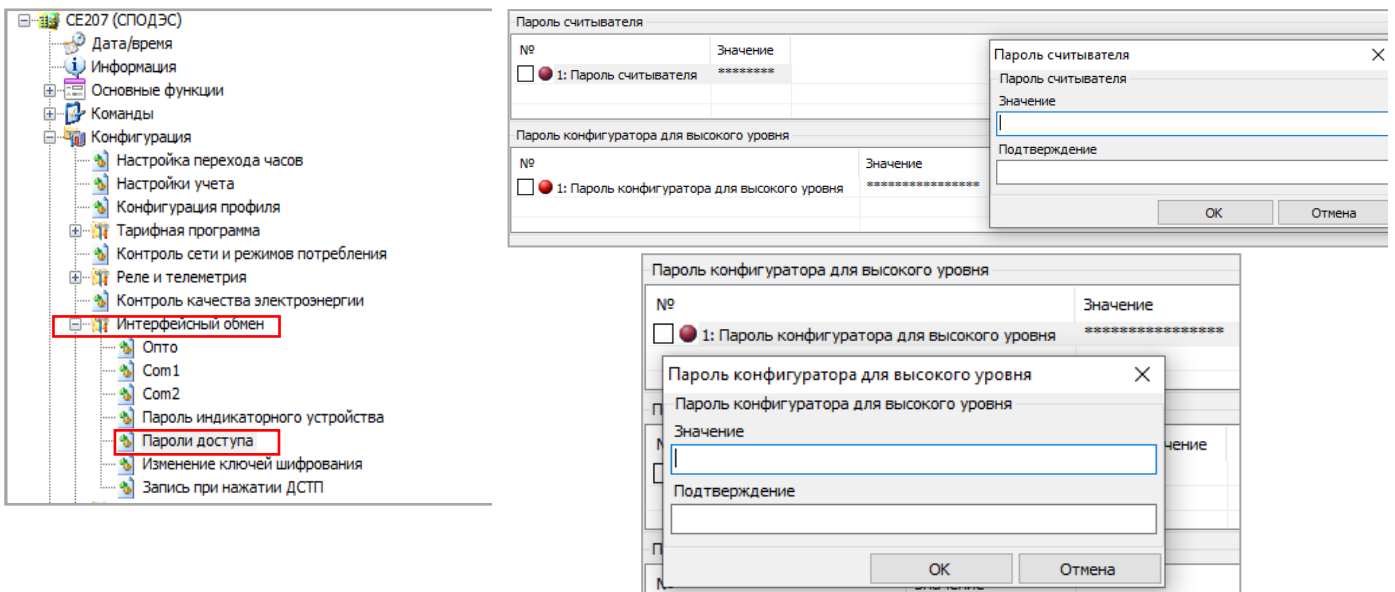 CE207 (СПОДЭС)
Дата/время
Информация
Основные функции
Команды
Конфигурация
Настройка перехода часов
Настройки учета
Конфигурация профиля
Тарифная программа
Контроль сети и режимов потребления
Реле и телеметрия
Контроль качества электроэнергии
Интерфейсный обмен
Опто
Com1
Com2
Пароль индикаторного устройства
Пароли доступа
Изменение ключей шифрования
Запись при нажатии ДСТП
Пароль считывателя
№ Значение
1: Пароль считывателя ********
Пароль конфигуратора для высокого уровня
№ Значение
1: Пароль конфигуратора для высокого уровня ****************
Пароль считывателя
Пароль считывателя
Значение
Подтверждение
OK Отмена
Пароль конфигуратора для высокого уровня
№ Значение
1: Пароль конфигуратора для высокого уровня ****************
Пароль конфигуратора для высокого уровня
Пароль конфигуратора для высокого уровня
Значение
Подтверждение
OK Отмена